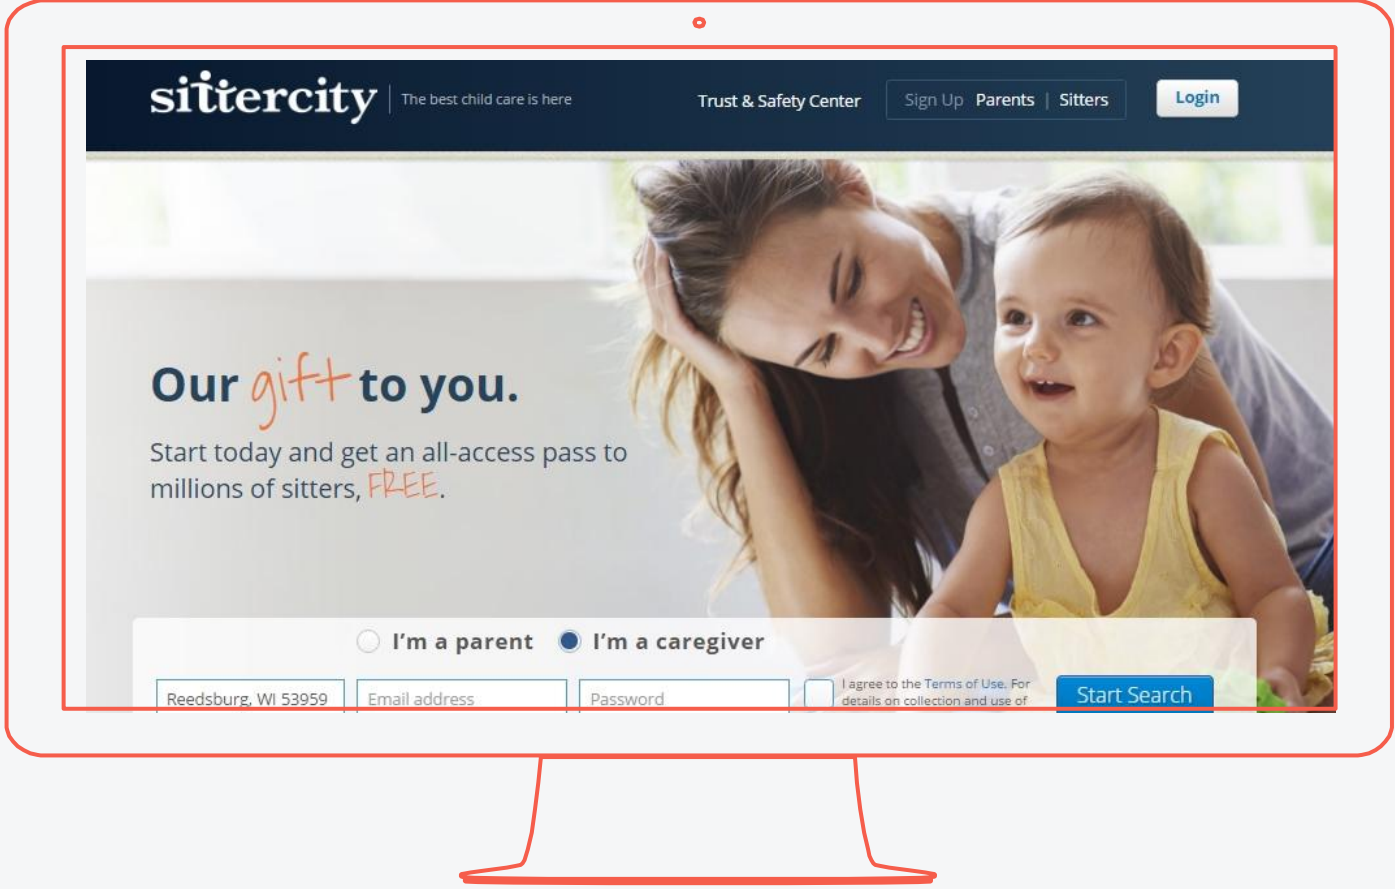 sittercity
The best child care is here
Trust & Safety Center
Sign Up Parents | Sitters
Login
Our gift to you.
Start today and get an all-access pass to
millions of sitters, FREE.
I'm a parent
I'm a caregiver
Reedsburg, WI 53959
Email address
Password
I agree to the Terms of Use. For
details on collection and use of
Start Search